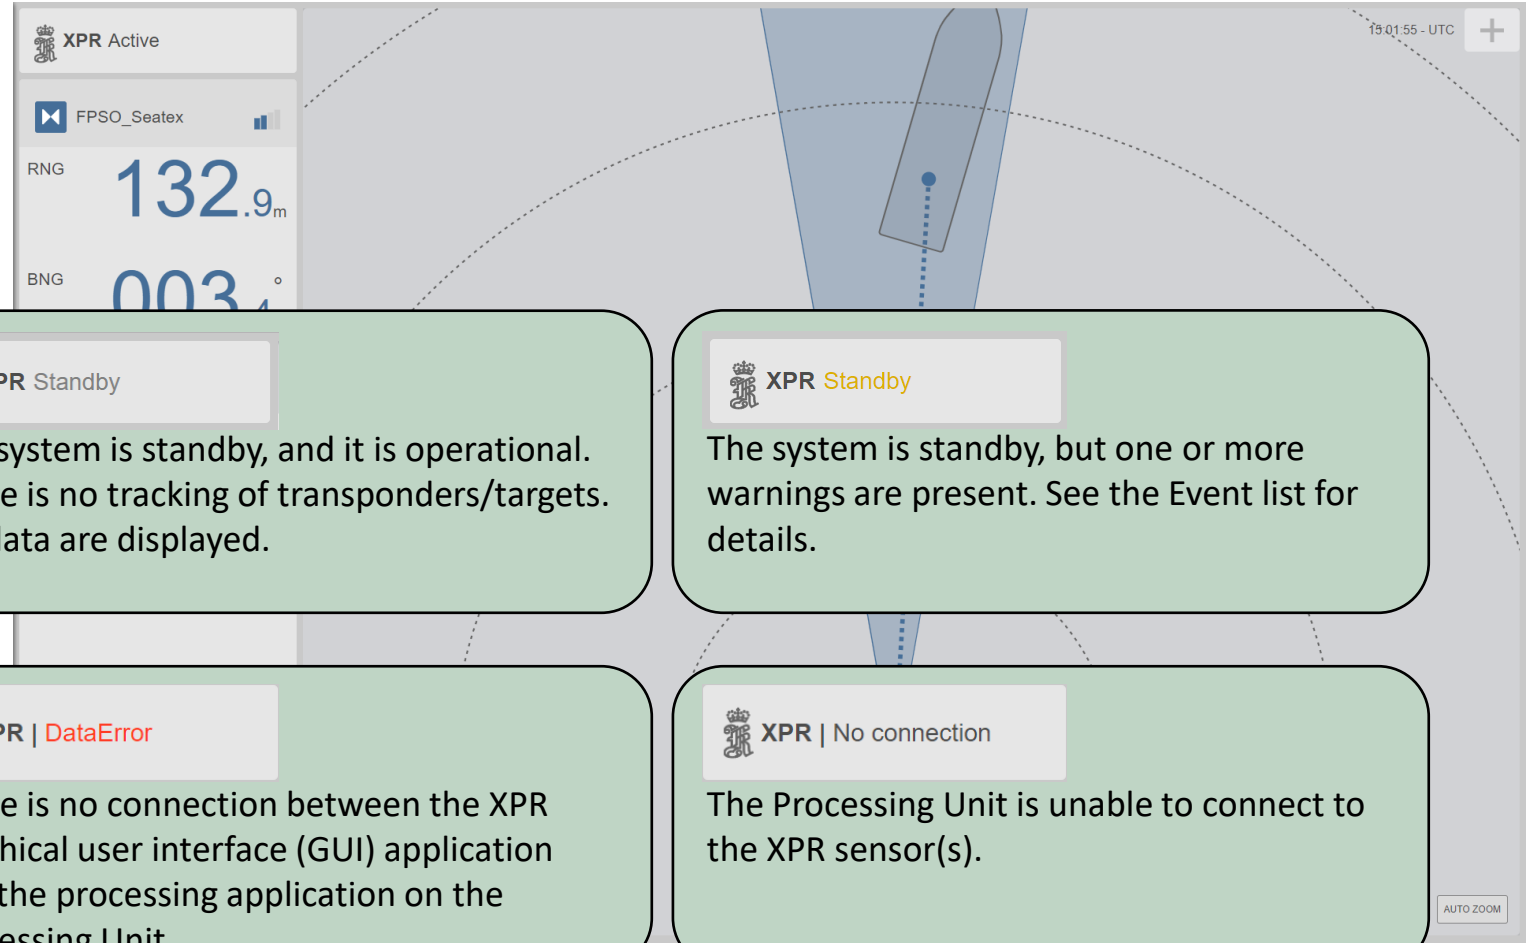 XPR Active
15:01:55 - UTC
FPSO_Seatex
RNG
132.9m
BNG
003.4°
PR Standby
system is standby, and it is operational.
e is no tracking of transponders/targets.
ata are displayed.
XPR Standby
The system is standby, but one or more
warnings are present. See the Event list for
details.
PR | DataError
e is no connection between the XPR
hical user interface (GUI) application
the processing application on the
essing Unit
XPR | No connection
The Processing Unit is unable to connect to
the XPR sensor(s).
AUTO ZOOM